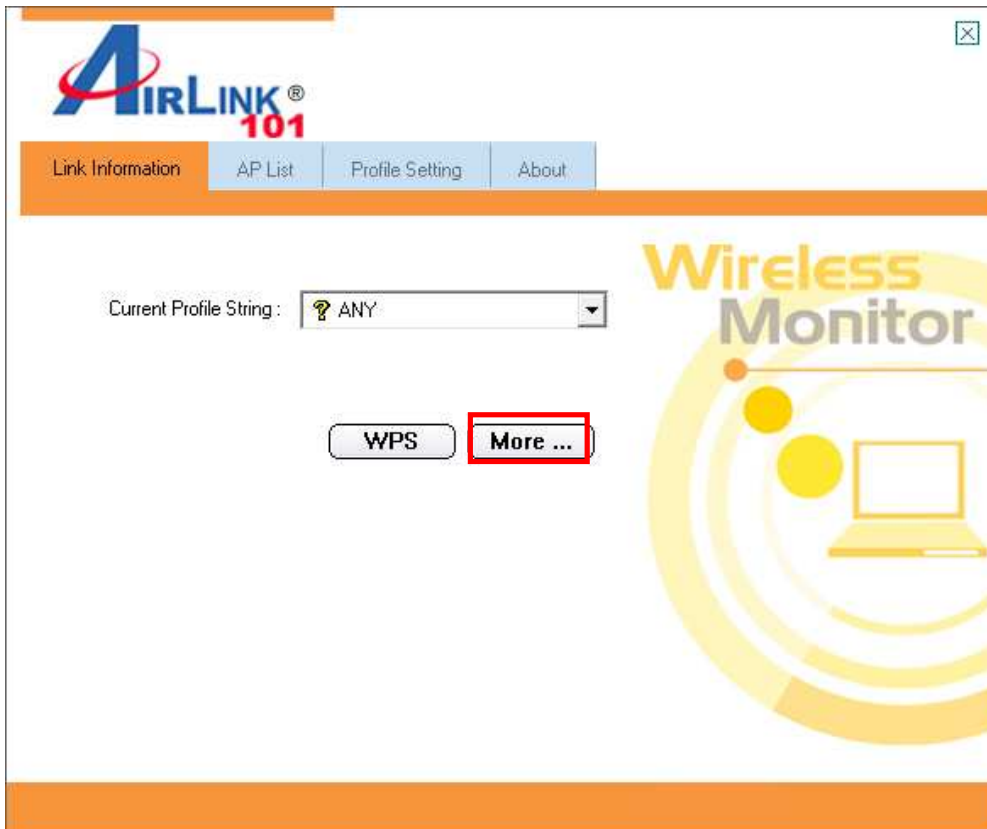 AIRLINK®
101
Link Information AP List Profile Setting About
Wireless
Monitor
Current Profile String : ? ANY
WPS More ...